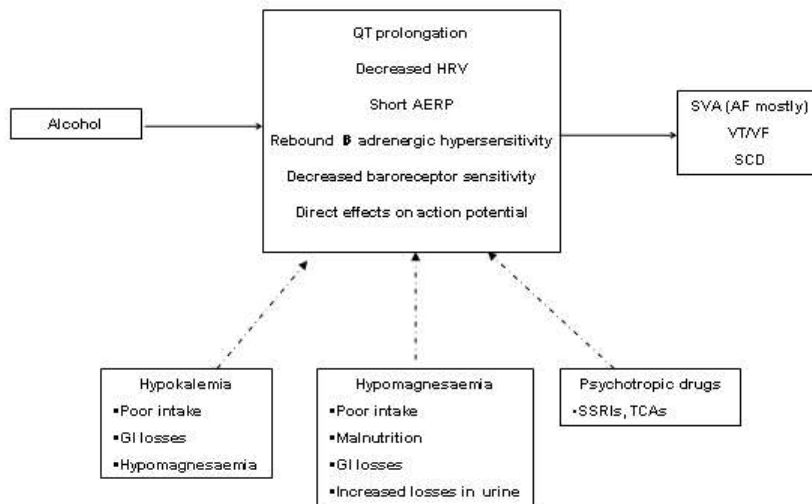 Alcohol
QT prolongation
Decreased HRV
Short AERP
Rebound B adrenergic hypersensitivity
Decreased baroreceptor sensitivity
Direct effects on action potential
SVA (AF mostly)
VT/VF
SCD
Hypokalemia
▪Poor intake
▪GI losses
▪Hypomagnesaemia
Hypomagnesaemia
▪Poor intake
▪Malnutrition
▪GI losses
▪Increased losses in urine
Psychotropic drugs
▪SSRIs, TCAs